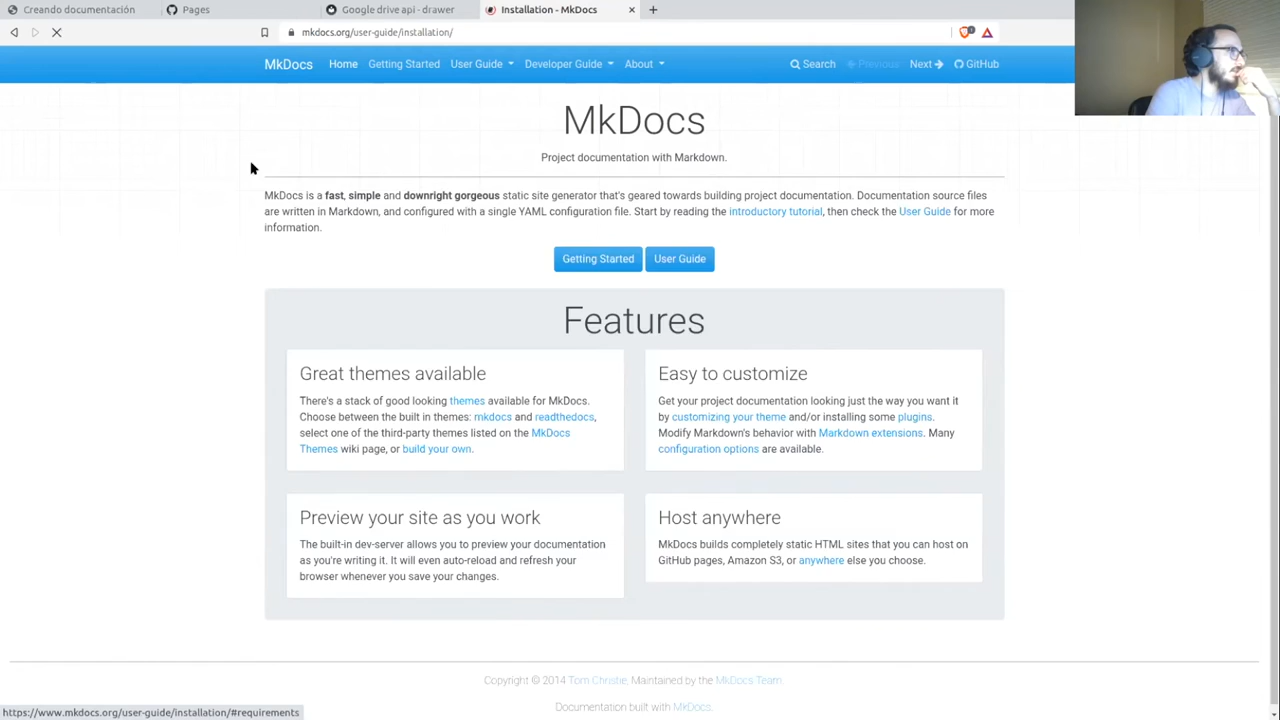 Creando documentación
Pages
Google drive api - drawer
Installation - MkDocs
mkdocs.org/user-guide/installation/
MkDocs Home Getting Started User Guide Developer Guide About Search Previous Next GitHub
MkDocs
Project documentation with Markdown.
MkDocs is a fast, simple and downright gorgeous static site generator that's geared towards building project documentation. Documentation source files
are written in Markdown, and configured with a single YAML configuration file. Start by reading the introductory tutorial, then check the User Guide for more
information.
Getting Started User Guide
Features
Great themes available
There's a stack of good looking themes available for MkDocs.
Choose between the built in themes: mkdocs and readthedocs,
select one of the third-party themes listed on the MkDocs
Themes wiki page, or build your own.
Easy to customize
Get your project documentation looking just the way you want it
by customizing your theme and/or installing some plugins.
Modify Markdown's behavior with Markdown extensions. Many
configuration options are available.
Preview your site as you work
The built-in dev-server allows you to preview your documentation
as you're writing it. It will even auto-reload and refresh your
browser whenever you save your changes.
Host anywhere
MkDocs builds completely static HTML sites that you can host on
GitHub pages, Amazon S3, or anywhere else you choose.
Copyright © 2014 Tom Christie, Maintained by the MkDocs Team.
Documentation built with MkDocs.
https://www.mkdocs.org/user-guide/installation/#requirements